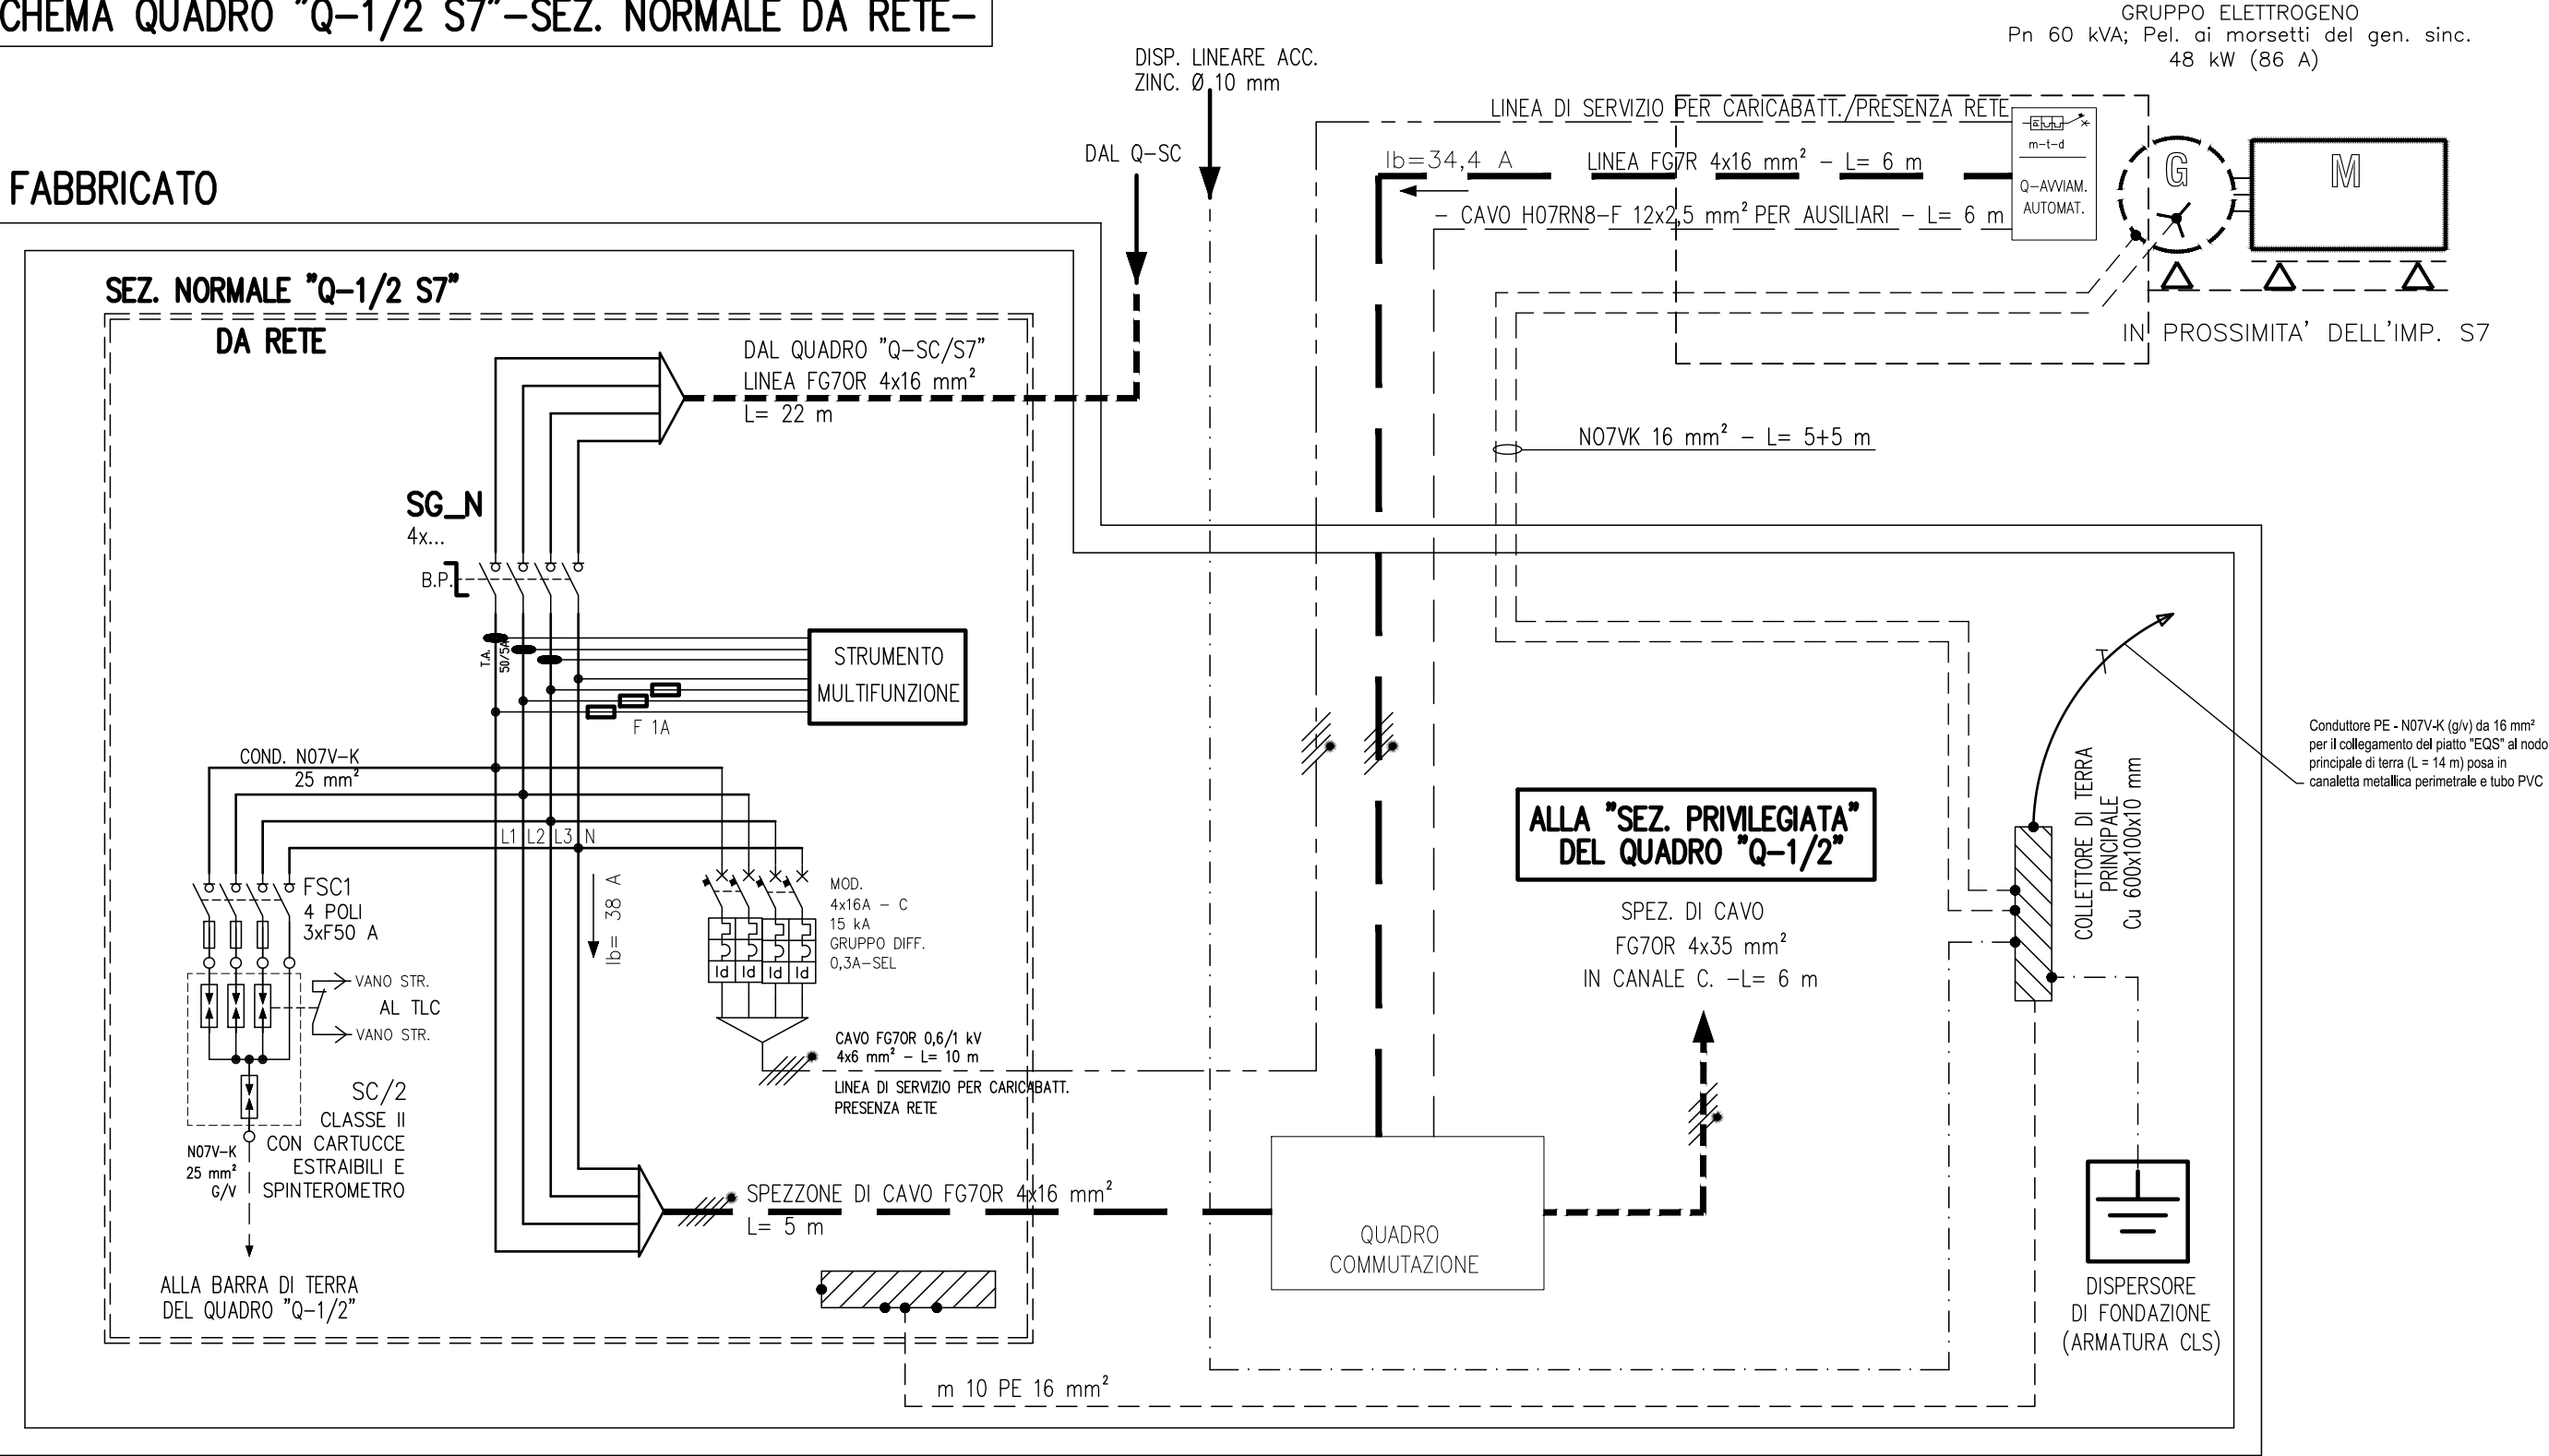 CHEMA QUADRO "Q-1/2 S7"-SEZ. NORMALE DA RETE-
GRUPPO ELETTROGENO
Pn 60 kVA; Pel. ai morsetti del gen. sinc.
48 kW (86 A)
DISP. LINEARE ACC.
ZINC. Ø 10 mm
DAL Q-SC
LINEA DI SERVIZIO PER CARICABATT./PRESENZA RETE
Ib=34,4 A
LINEA FG7R 4x16 mm² - L= 6 m
- CAVO H07RN8-F 12x2,5 mm² PER AUSILIARI - L= 6 m
m-t-d
Q-AVVIAM.
AUTOMAT.
G
M
IN PROSSIMITA' DELL'IMP. S7
FABBRICATO
SEZ. NORMALE "Q-1/2 S7"
DA RETE
DAL QUADRO "Q-SC/S7"
LINEA FG7OR 4x16 mm²
L= 22 m
N07VK 16 mm² - L= 5+5 m
SG_N
4x...
B.P.
T.A.
50/5A
STRUMENTO
MULTIFUNZIONE
F 1A
COND. N07V-K
25 mm²
L1 L2 L3 N
Ib= 38 A
FSC1
4 POLI
3xF50 A
VANO STR.
AL TLC
VANO STR.
MOD.
4x16A - C
15 kA
GRUPPO DIFF.
0,3A-SEL
Id Id Id Id
CAVO FG7OR 0,6/1 kV
4x6 mm² - L= 10 m
LINEA DI SERVIZIO PER CARICABATT.
PRESENZA RETE
SC/2
CLASSE II
CON CARTUCCE
ESTRAIBILI E
SPINTEROMETRO
N07V-K
25 mm²
G/V
ALLA BARRA DI TERRA
DEL QUADRO "Q-1/2"
SPEZZONE DI CAVO FG7OR 4x16 mm²
L= 5 m
m 10 PE 16 mm²
QUADRO
COMMUTAZIONE
ALLA "SEZ. PRIVILEGIATA"
DEL QUADRO "Q-1/2"
SPEZ. DI CAVO
FG7OR 4x35 mm²
IN CANALE C. -L= 6 m
COLLETTORE DI TERRA
PRINCIPALE
Cu 600x100x10 mm
Conduttore PE - N07V-K (g/v) da 16 mm²
per il collegamento del piatto "EQS" al nodo
principale di terra (L = 14 m) posa in
canaletta metallica perimetrale e tubo PVC
DISPERSORE
DI FONDAZIONE
(ARMATURA CLS)